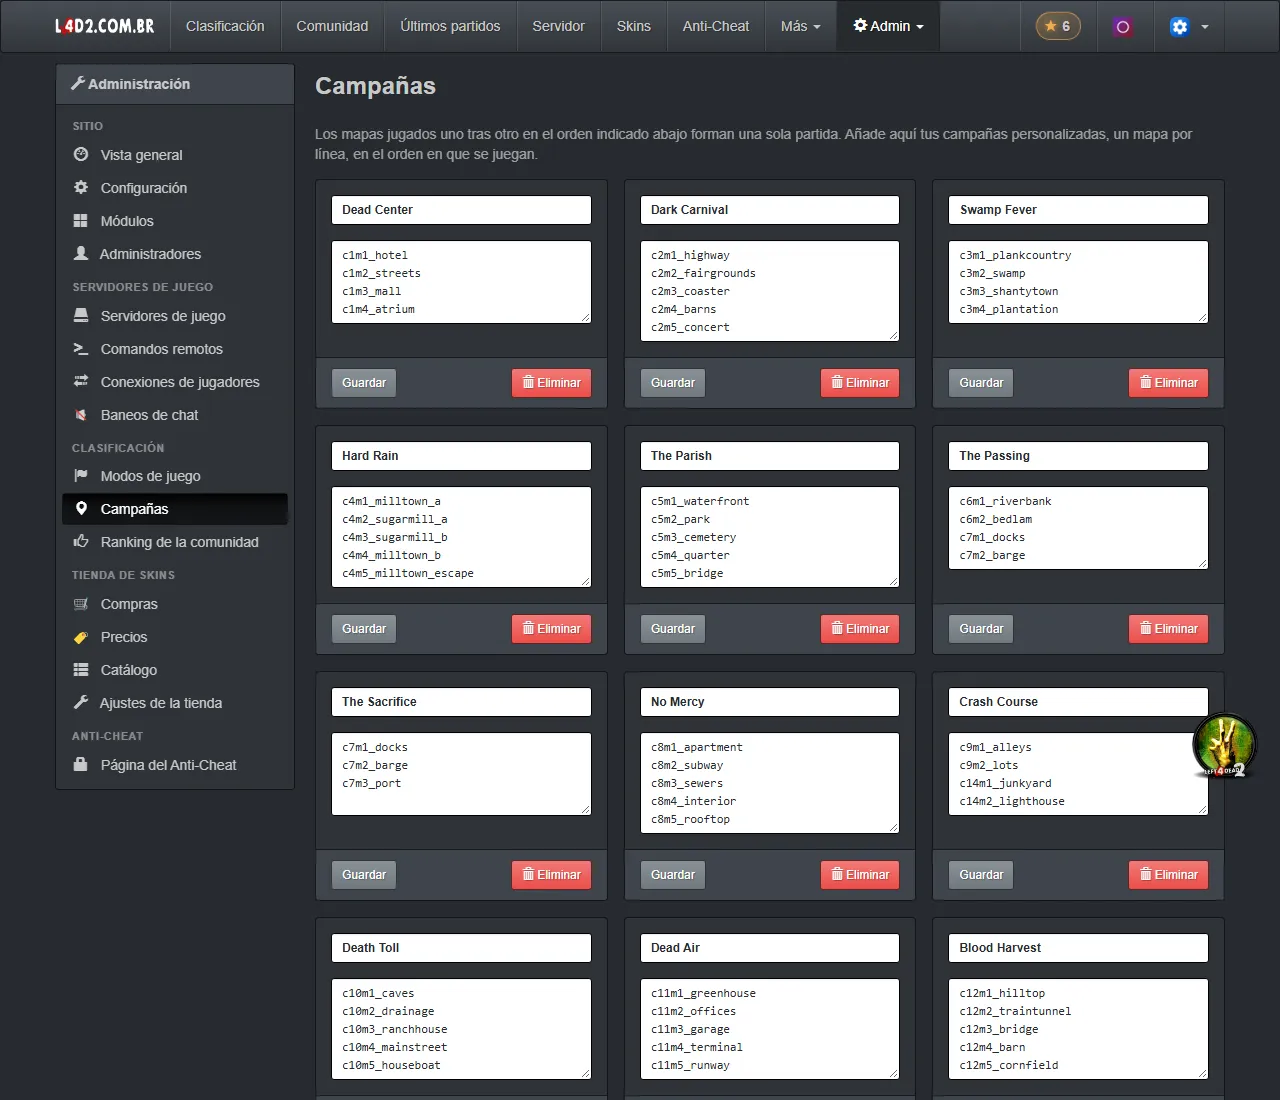 L4D2.COM.BR
Clasificación
Comunidad
Últimos partidos
Servidor
Skins
Anti-Cheat
Más
Admin
6
Administración
SITIO
Vista general
Configuración
Módulos
Administradores
SERVIDORES DE JUEGO
Servidores de juego
Comandos remotos
Conexiones de jugadores
Baneos de chat
CLASIFICACIÓN
Modos de juego
Campañas
Ranking de la comunidad
TIENDA DE SKINS
Compras
Precios
Catálogo
Ajustes de la tienda
ANTI-CHEAT
Página del Anti-Cheat
Campañas
Los mapas jugados uno tras otro en el orden indicado abajo forman una sola partida. Añade aquí tus campañas personalizadas, un mapa por
línea, en el orden en que se juegan.
Dead Center
c1m1_hotel
c1m2_streets
c1m3_mall
c1m4_atrium
Guardar
Eliminar
Dark Carnival
c2m1_highway
c2m2_fairgrounds
c2m3_coaster
c2m4_barns
c2m5_concert
Guardar
Eliminar
Swamp Fever
c3m1_plankcountry
c3m2_swamp
c3m3_shantytown
c3m4_plantation
Guardar
Eliminar
Hard Rain
c4m1_milltown_a
c4m2_sugarmill_a
c4m3_sugarmill_b
c4m4_milltown_b
c4m5_milltown_escape
Guardar
Eliminar
The Parish
c5m1_waterfront
c5m2_park
c5m3_cemetery
c5m4_quarter
c5m5_bridge
Guardar
Eliminar
The Passing
c6m1_riverbank
c6m2_bedlam
c7m1_docks
c7m2_barge
Guardar
Eliminar
The Sacrifice
c7m1_docks
c7m2_barge
c7m3_port
Guardar
Eliminar
No Mercy
c8m1_apartment
c8m2_subway
c8m3_sewers
c8m4_interior
c8m5_rooftop
Guardar
Eliminar
Crash Course
c9m1_alleys
c9m2_lots
c14m1_junkyard
c14m2_lighthouse
Guardar
Eliminar
LEFT4DEAD2
Death Toll
c10m1_caves
c10m2_drainage
c10m3_ranchhouse
c10m4_mainstreet
c10m5_houseboat
Dead Air
c11m1_greenhouse
c11m2_offices
c11m3_garage
c11m4_terminal
c11m5_runway
Blood Harvest
c12m1_hilltop
c12m2_traintunnel
c12m3_bridge
c12m4_barn
c12m5_cornfield